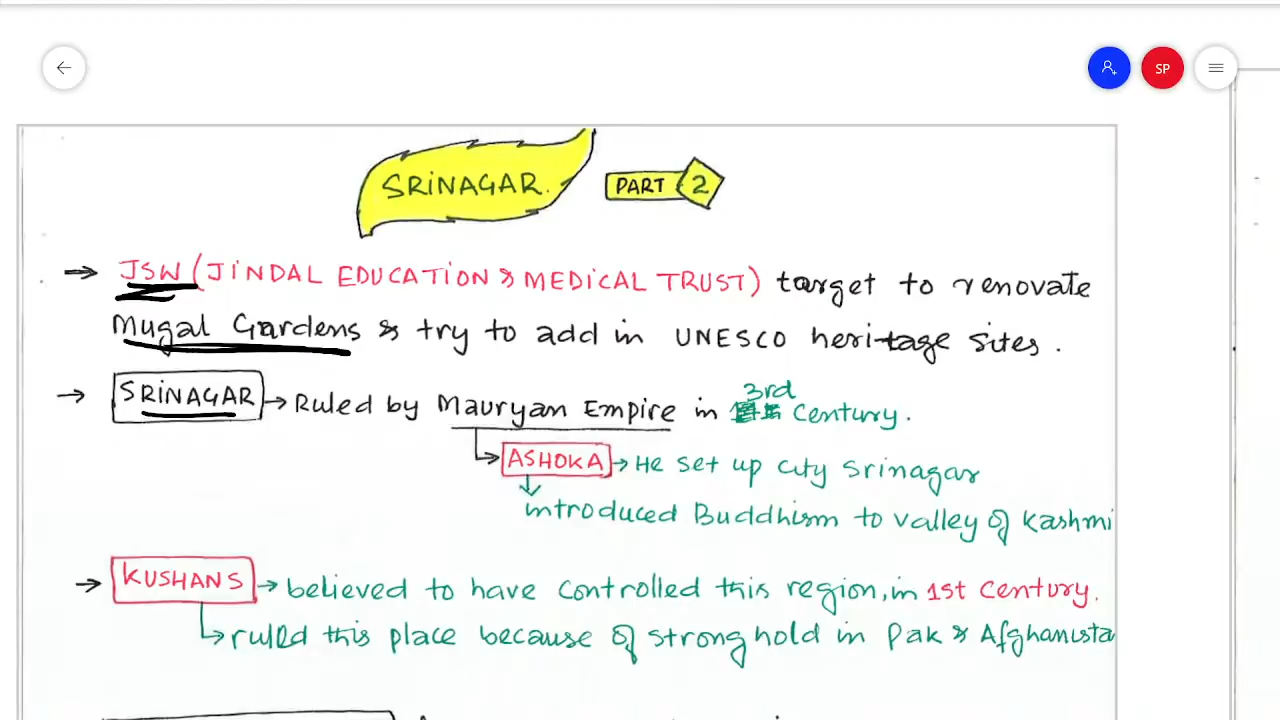 SP
SRINAGAR.
PART 2
→ JSW (JINDAL EDUCATION & MEDICAL TRUST) target to renovate
Mugal Gardens & try to add in UNESCO heritage sites.
→ SRINAGAR → Ruled by Mauryan Empire in 3rd Century.
ASHOKA → He set up city Srinagar
introduced Buddhism to valley of Kashmi
→ KUSHANS → believed to have controlled this region, in 1st Century.
ruled this place because of strong hold in Pak & Afghanista